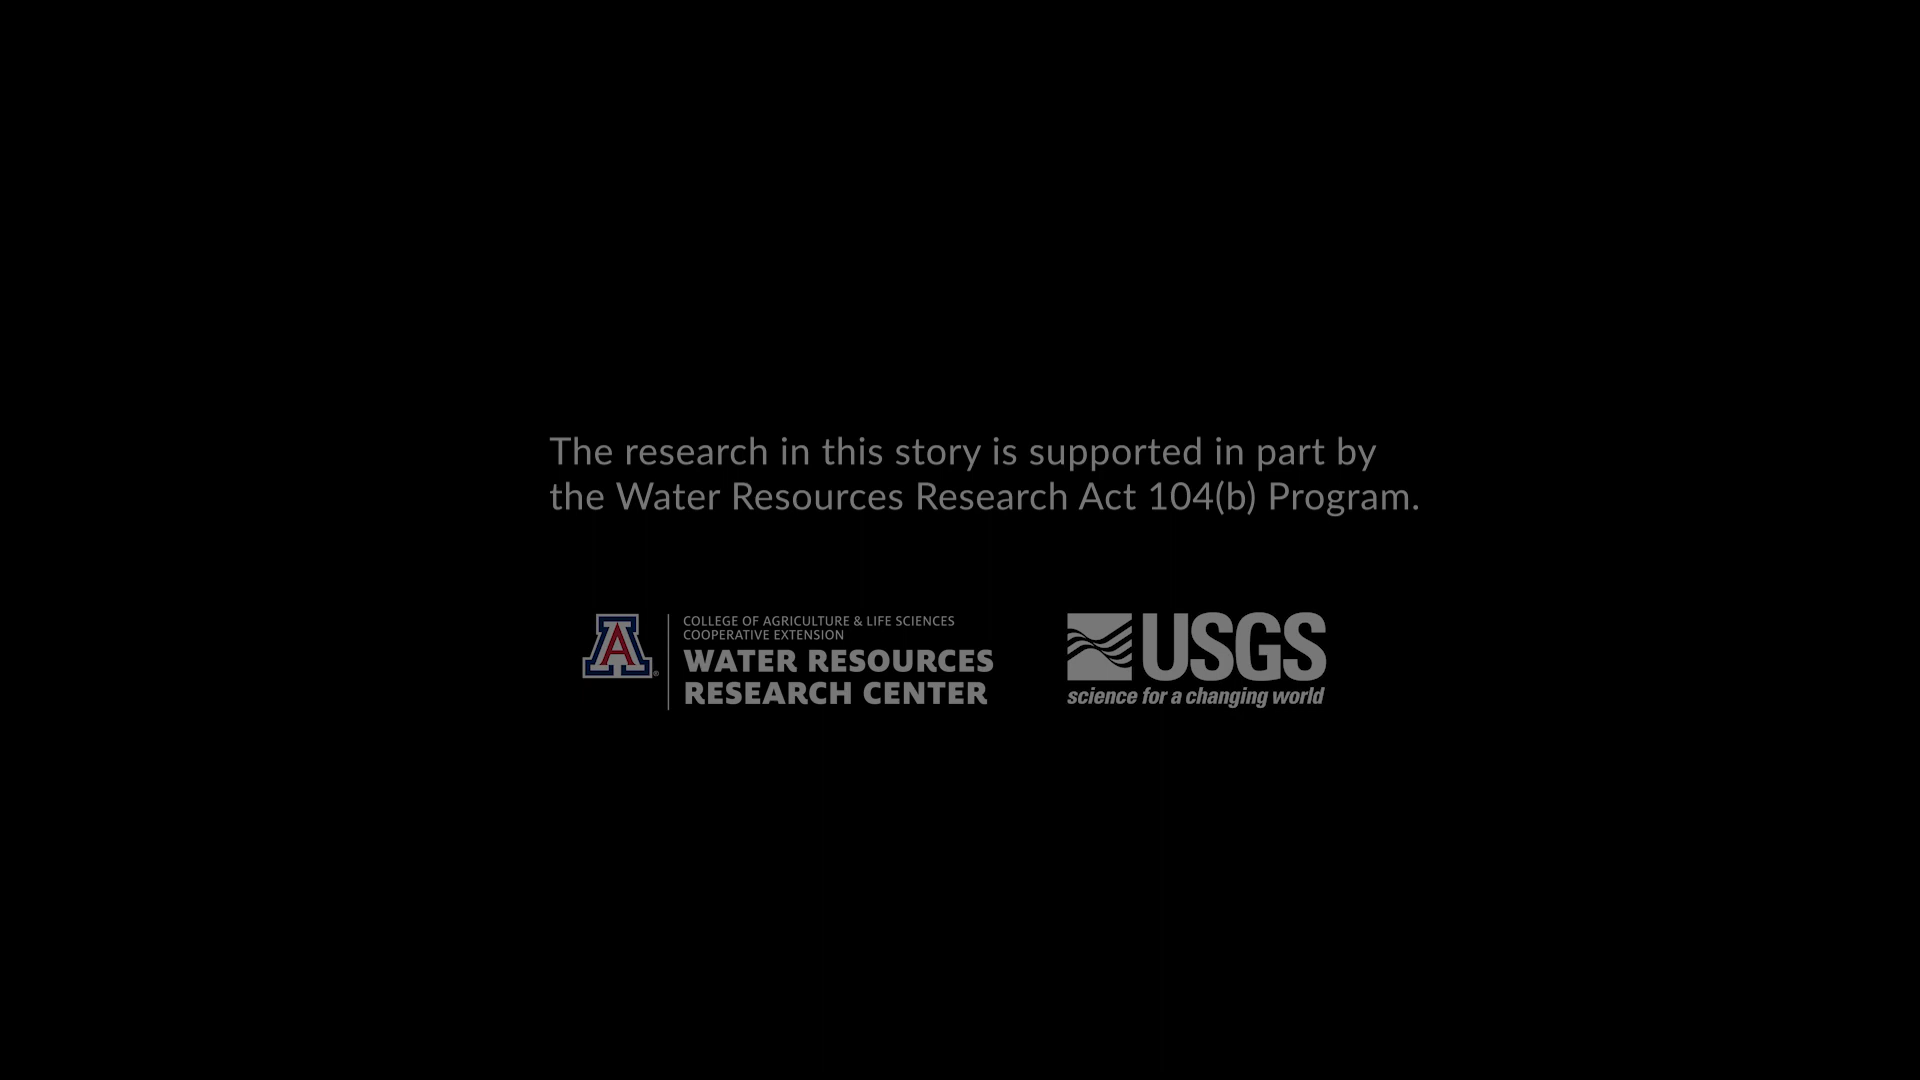 The research in this story is supported in part by
the Water Resources Research Act 104(b) Program.
A
COLLEGE OF AGRICULTURE & LIFE SCIENCES
COOPERATIVE EXTENSION
WATER RESOURCES
RESEARCH CENTER
®
USGS
science for a changing world